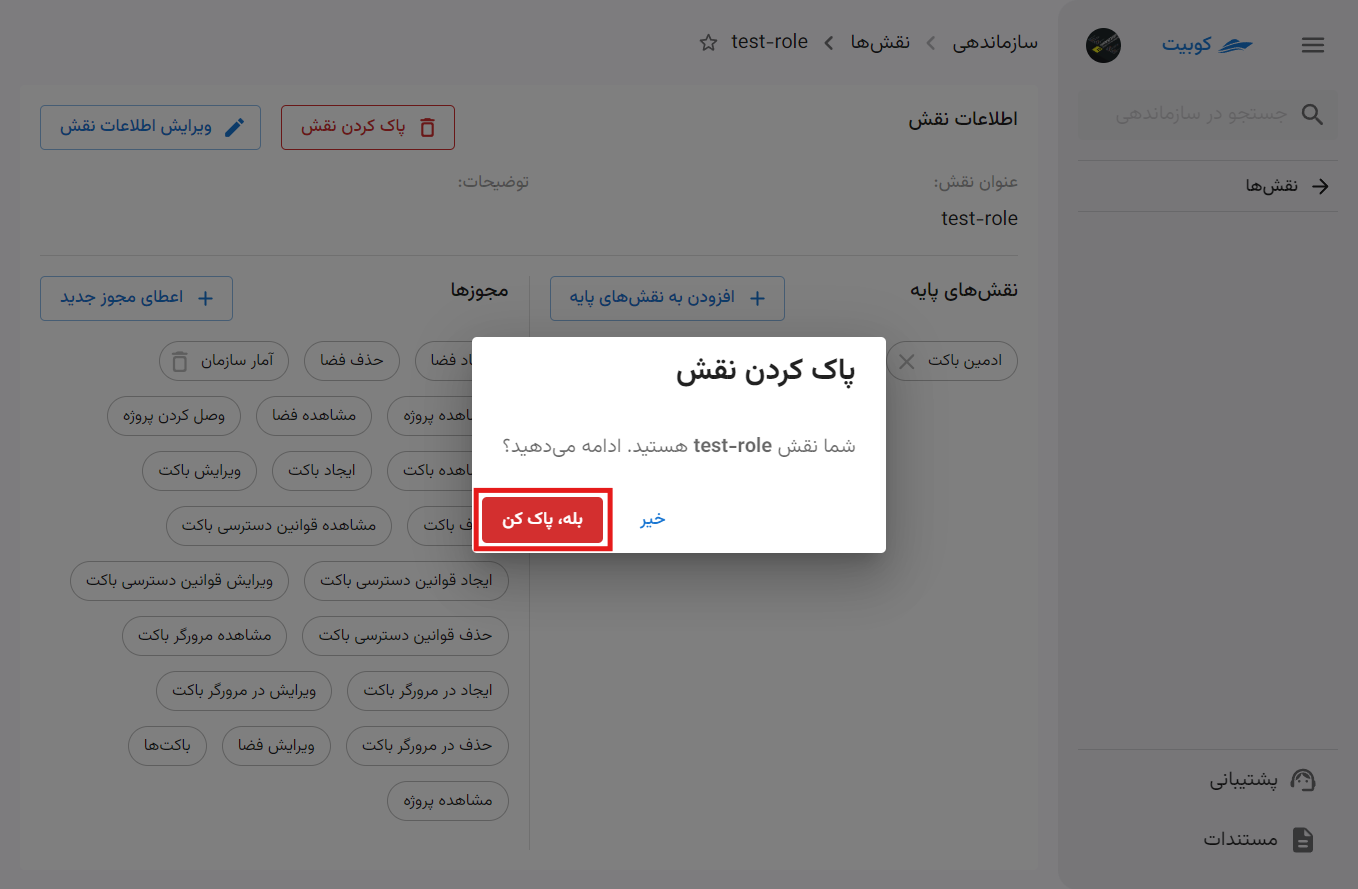 کوبیت
جستجو در سازماندهی
نقش‌ها
پشتیبانی
مستندات
سازماندهی
نقش‌ها
test-role
اطلاعات نقش
پاک کردن نقش
ویرایش اطلاعات نقش
عنوان نقش:
test-role
توضیحات:
نقش‌های پایه
افزودن به نقش‌های پایه
ادمین باکت
مجوزها
اعطای مجوز جدید
اد فضا
حذف فضا
آمار سازمان
اهده پروژه
مشاهده فضا
وصل کردن پروژه
اهده باکت
ایجاد باکت
ویرایش باکت
ف باکت
مشاهده قوانین دسترسی باکت
ایجاد قوانین دسترسی باکت
ویرایش قوانین دسترسی باکت
حذف قوانین دسترسی باکت
مشاهده مرورگر باکت
ایجاد در مرورگر باکت
ویرایش در مرورگر باکت
حذف در مرورگر باکت
ویرایش فضا
باکت‌ها
مشاهده پروژه
پاک کردن نقش
شما نقش test-role هستید. ادامه می‌دهید؟
خیر
بله، پاک کن